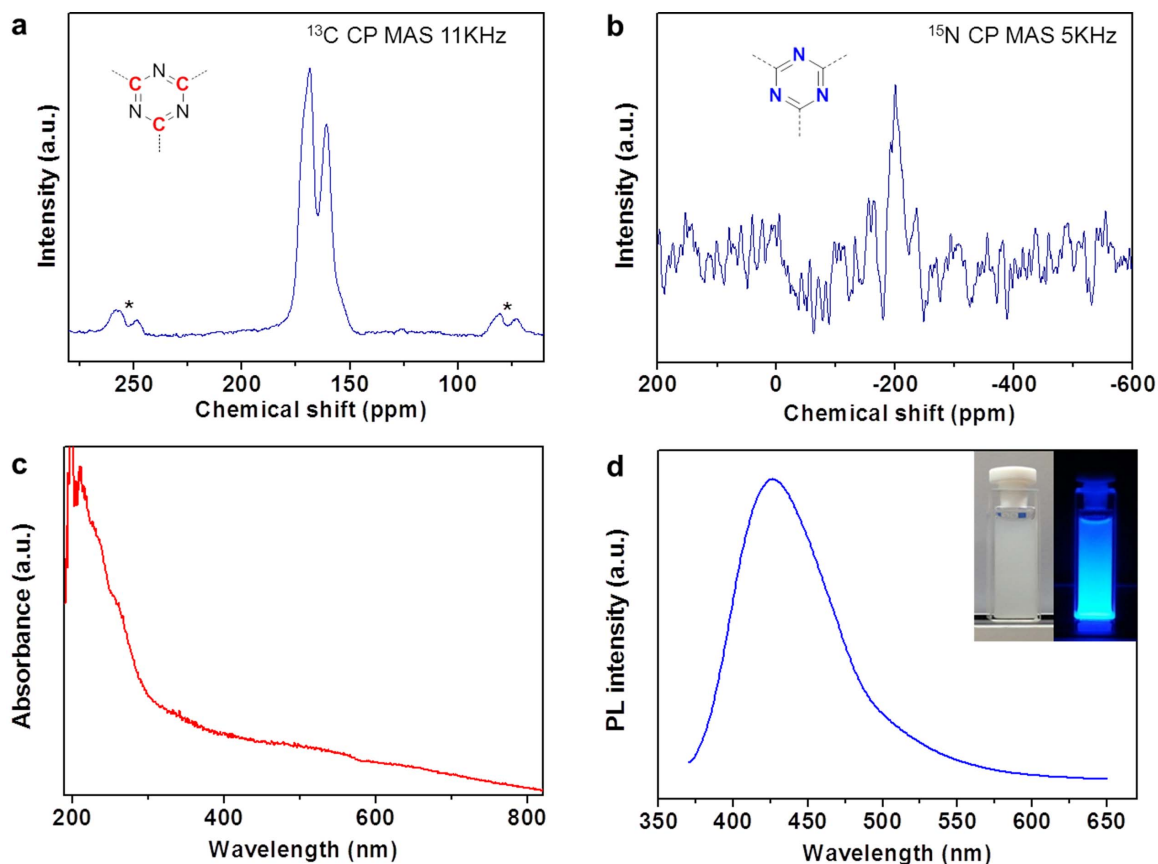 a
¹³C CP MAS 11KHz
N
C C
N N
C
* *
Intensity (a.u.)
250 200 150 100
Chemical shift (ppm)
b
¹⁵N CP MAS 5KHz
N
N N
Intensity (a.u.)
200 0 -200 -400 -600
Chemical shift (ppm)
c
Absorbance (a.u.)
200 400 600 800
Wavelength (nm)
d
PL intensity (a.u.)
350 400 450 500 550 600 650
Wavelength (nm)